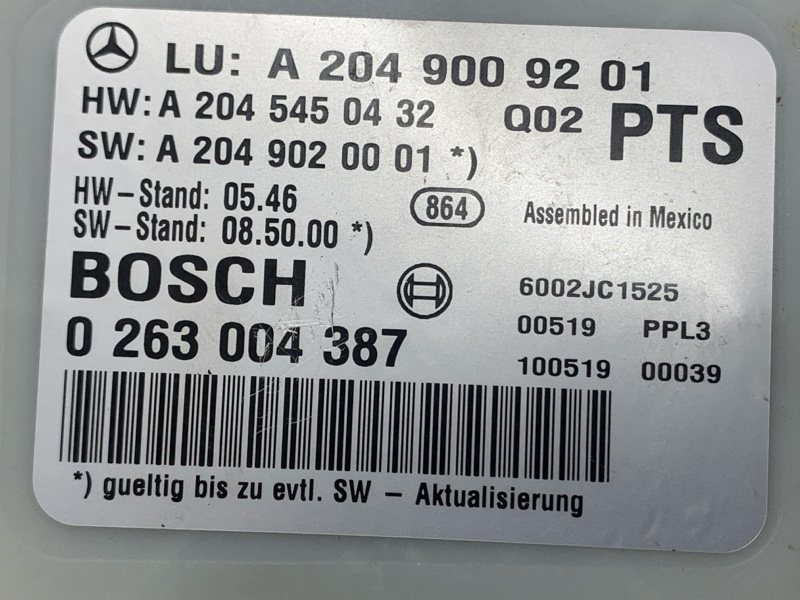 LU: A 204 900 92 01
HW: A 204 545 04 32 Q02 PTS
SW: A 204 902 00 01 *)
HW-Stand: 05.46
SW-Stand: 08.50.00 *)
864
Assembled in Mexico
BOSCH
0 263 004 387
6002JC1525
00519 PPL3
100519 00039
*) gueltig bis zu evtl. SW - Aktualisierung